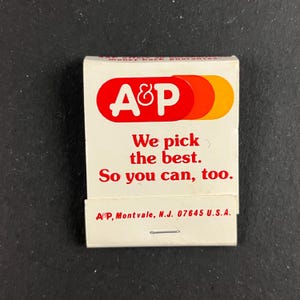 A&P
We pick
the best.
So you can, too.
A&P, Montvale, N.J. 07645 U.S.A.